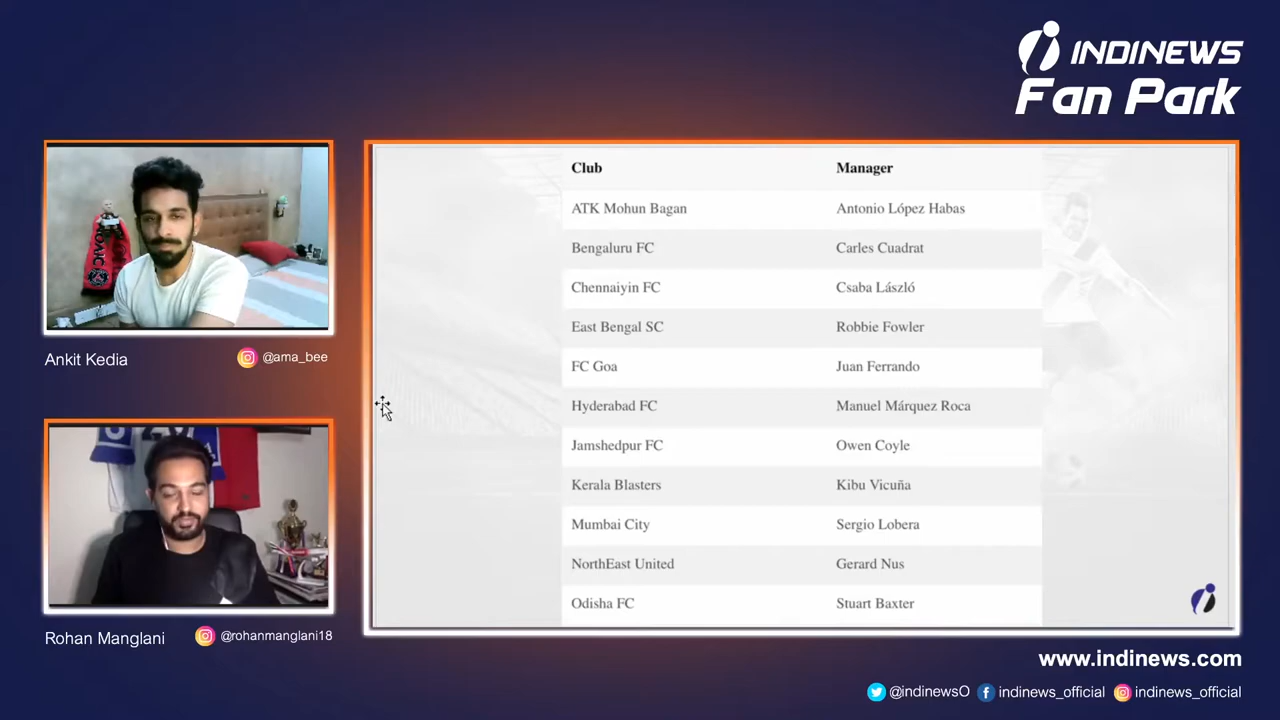 INDINEWS
Fan Park
Club Manager
ATK Mohun Bagan Antonio López Habas
Bengaluru FC Carles Cuadrat
Chennaiyin FC Csaba László
East Bengal SC Robbie Fowler
FC Goa Juan Ferrando
Hyderabad FC Manuel Márquez Roca
Jamshedpur FC Owen Coyle
Kerala Blasters Kibu Vicuña
Mumbai City Sergio Lobera
NorthEast United Gerard Nus
Odisha FC Stuart Baxter
Ankit Kedia @ama_bee
Rohan Manglani @rohanmanglani18
www.indinews.com
@indinewsO indinews_official indinews_official